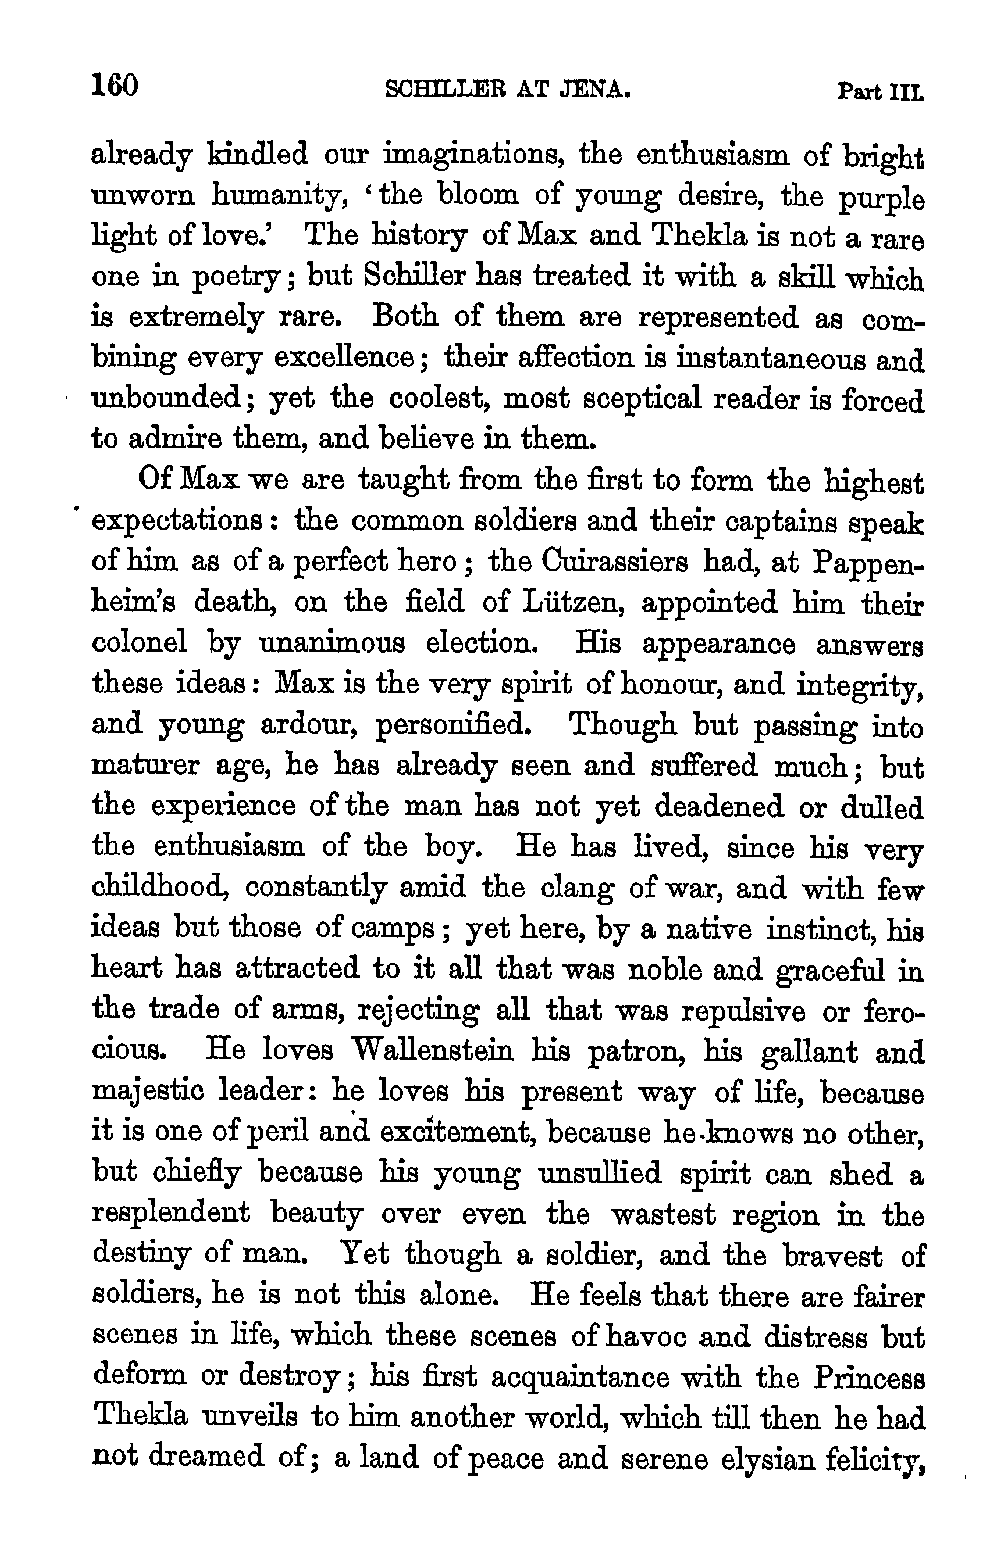 160 SCHILLER AT JENA. Part III.
already kindled our imaginations, the enthusiasm of bright
unworn humanity, ‘the bloom of young desire, the purple
light of love.’ The history of Max and Thekla is not a rare
one in poetry; but Schiller has treated it with a skill which
is extremely rare. Both of them are represented as com-
bining every excellence; their affection is instantaneous and
unbounded; yet the coolest, most sceptical reader is forced
to admire them, and believe in them.
Of Max we are taught from the first to form the highest
expectations: the common soldiers and their captains speak
of him as of a perfect hero; the Cuirassiers had, at Pappen-
heim’s death, on the field of Lützen, appointed him their
colonel by unanimous election. His appearance answers
these ideas: Max is the very spirit of honour, and integrity,
and young ardour, personified. Though but passing into
maturer age, he has already seen and suffered much; but
the experience of the man has not yet deadened or dulled
the enthusiasm of the boy. He has lived, since his very
childhood, constantly amid the clang of war, and with few
ideas but those of camps; yet here, by a native instinct, his
heart has attracted to it all that was noble and graceful in
the trade of arms, rejecting all that was repulsive or fero-
cious. He loves Wallenstein his patron, his gallant and
majestic leader: he loves his present way of life, because
it is one of peril and excitement, because he knows no other,
but chiefly because his young unsullied spirit can shed a
resplendent beauty over even the wastest region in the
destiny of man. Yet though a soldier, and the bravest of
soldiers, he is not this alone. He feels that there are fairer
scenes in life, which these scenes of havoc and distress but
deform or destroy; his first acquaintance with the Princess
Thekla unveils to him another world, which till then he had
not dreamed of; a land of peace and serene elysian felicity,